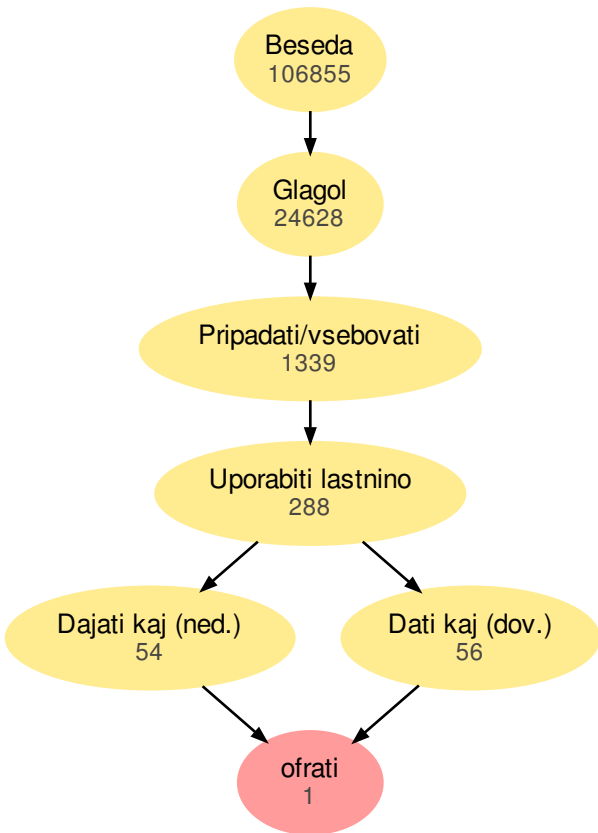 Beseda
106855
Glagol
24628
Pripadati/vsebovati
1339
Uporabiti lastnino
288
Dajati kaj (ned.)
54
Dati kaj (dov.)
56
ofrati
1